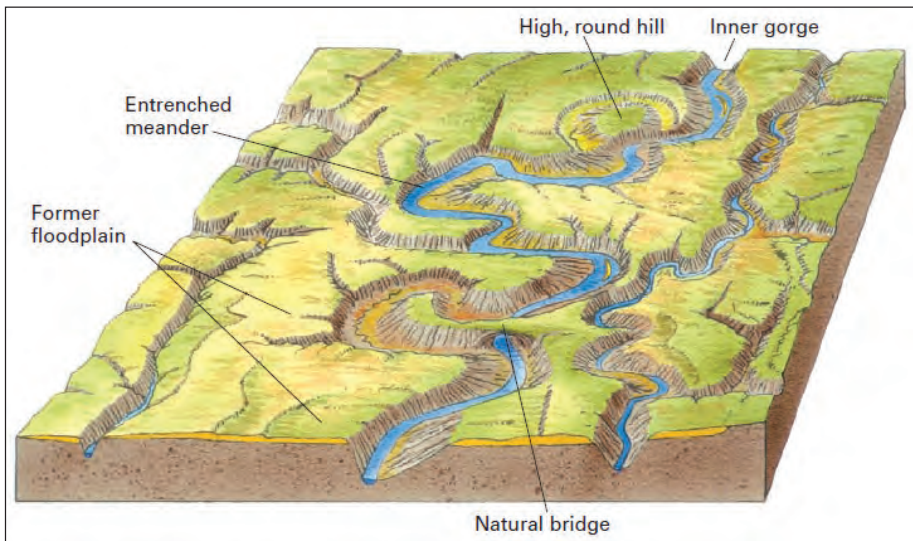 High, round hill
Inner gorge
Entrenched
meander
Former
floodplain
Natural bridge